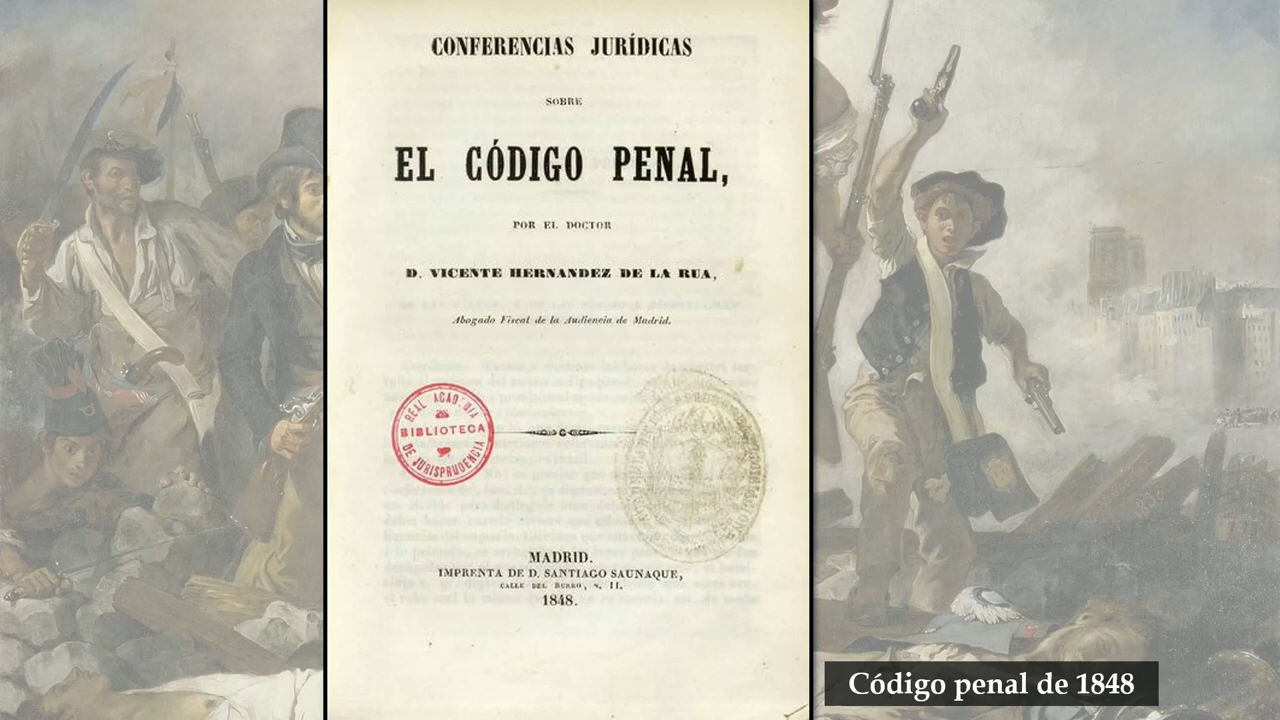 CONFERENCIAS JURÍDICAS
SOBRE
EL CÓDIGO PENAL,
POR EL DOCTOR
D. VICENTE HERNANDEZ DE LA RUA,
Abogado Fiscal de la Audiencia de Madrid.
REAL ACADEMIA
BIBLIOTECA
DE JURISPRUDENCIA
MADRID.
IMPRENTA DE D. SANTIAGO SAUNAQUE,
CALLE DEL BURRO, N. 11.
1848.
Código penal de 1848